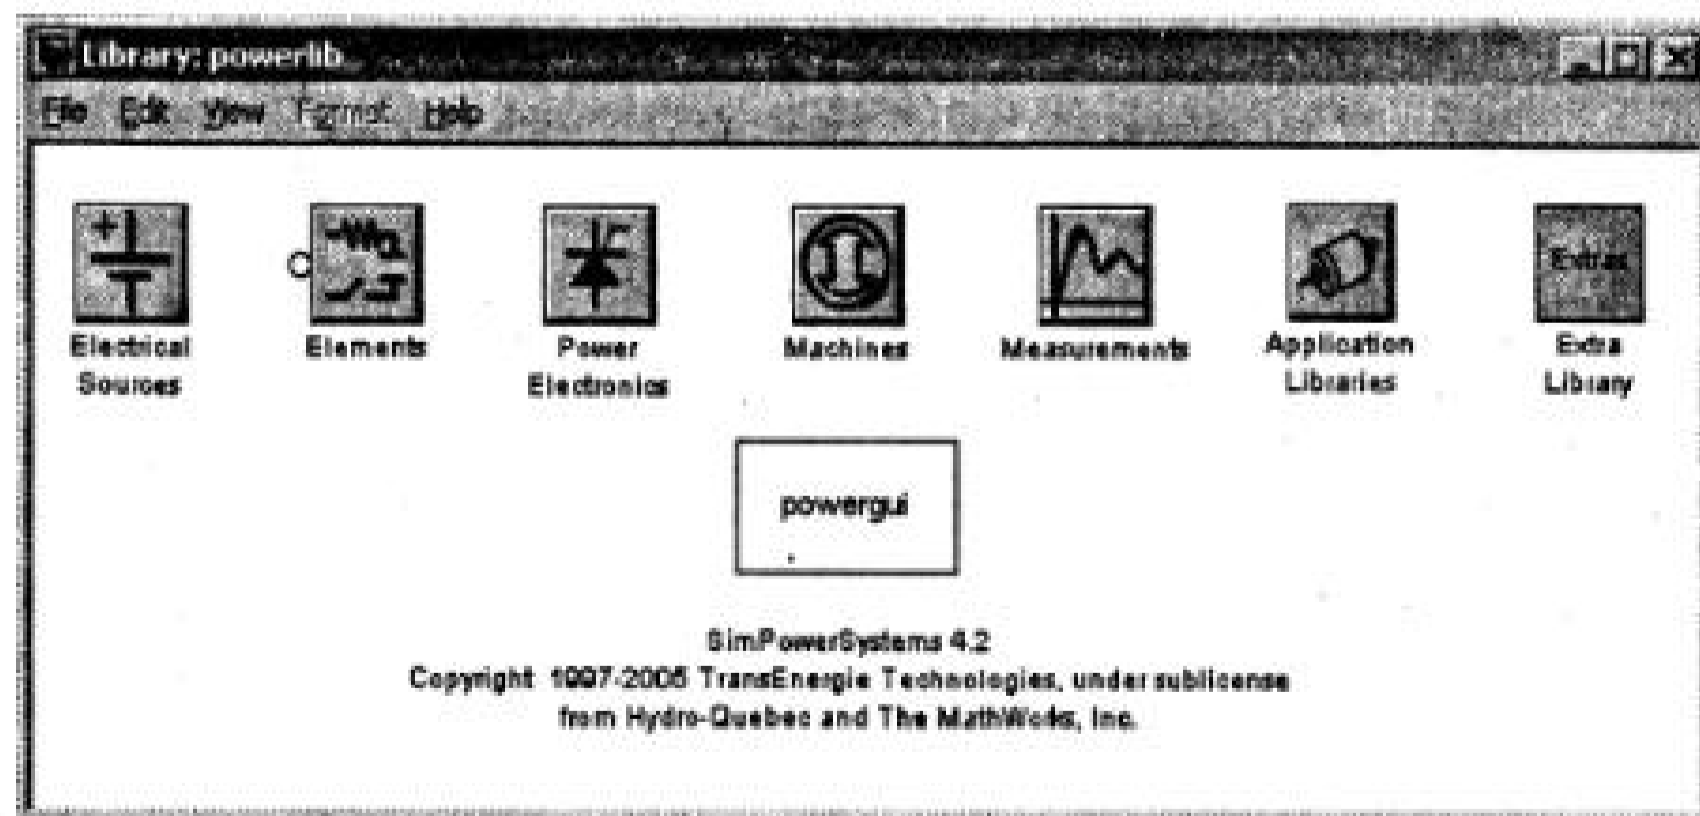 Library: powerlib
File Edit View Format Help
Extras
Electrical Sources
Elements
Power Electronics
Machines
Measurements
Application Libraries
Extra Library
powergui
SimPowerSystems 4.2
Copyright 1997-2005 TransEnergie Technologies, under sublicense
from Hydro-Quebec and The MathWorks, Inc.